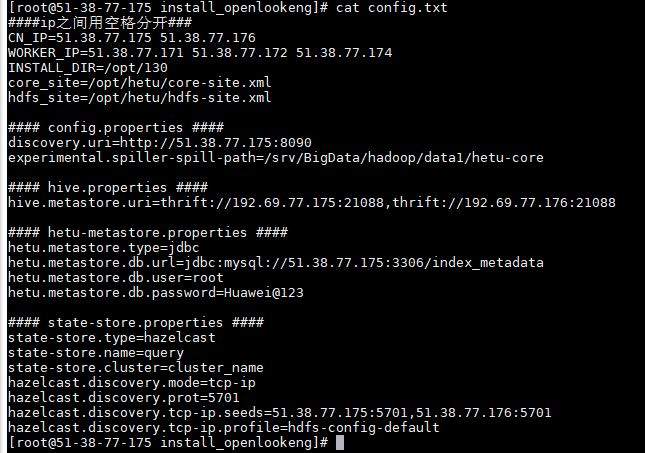 [root@51-38-77-175 install_openlookeng]# cat config.txt
####ip之间用空格分开###
CN_IP=51.38.77.175 51.38.77.176
WORKER_IP=51.38.77.171 51.38.77.172 51.38.77.174
INSTALL_DIR=/opt/130
core_site=/opt/hetu/core-site.xml
hdfs_site=/opt/hetu/hdfs-site.xml
#### config.properties ####
discovery.uri=http://51.38.77.175:8090
experimental.spiller-spill-path=/srv/BigData/hadoop/data1/hetu-core
#### hive.properties ####
hive.metastore.uri=thrift://192.69.77.175:21088,thrift://192.69.77.176:21088
#### hetu-metastore.properties ####
hetu.metastore.type=jdbc
hetu.metastore.db.url=jdbc:mysql://51.38.77.175:3306/index_metadata
hetu.metastore.db.user=root
hetu.metastore.db.password=Huawei@123
#### state-store.properties ####
state-store.type=hazelcast
state-store.name=query
state-store.cluster=cluster_name
hazelcast.discovery.mode=tcp-ip
hazelcast.discovery.prot=5701
hazelcast.discovery.tcp-ip.seeds=51.38.77.175:5701,51.38.77.176:5701
hazelcast.discovery.tcp-ip.profile=hdfs-config-default
[root@51-38-77-175 install_openlookeng]#